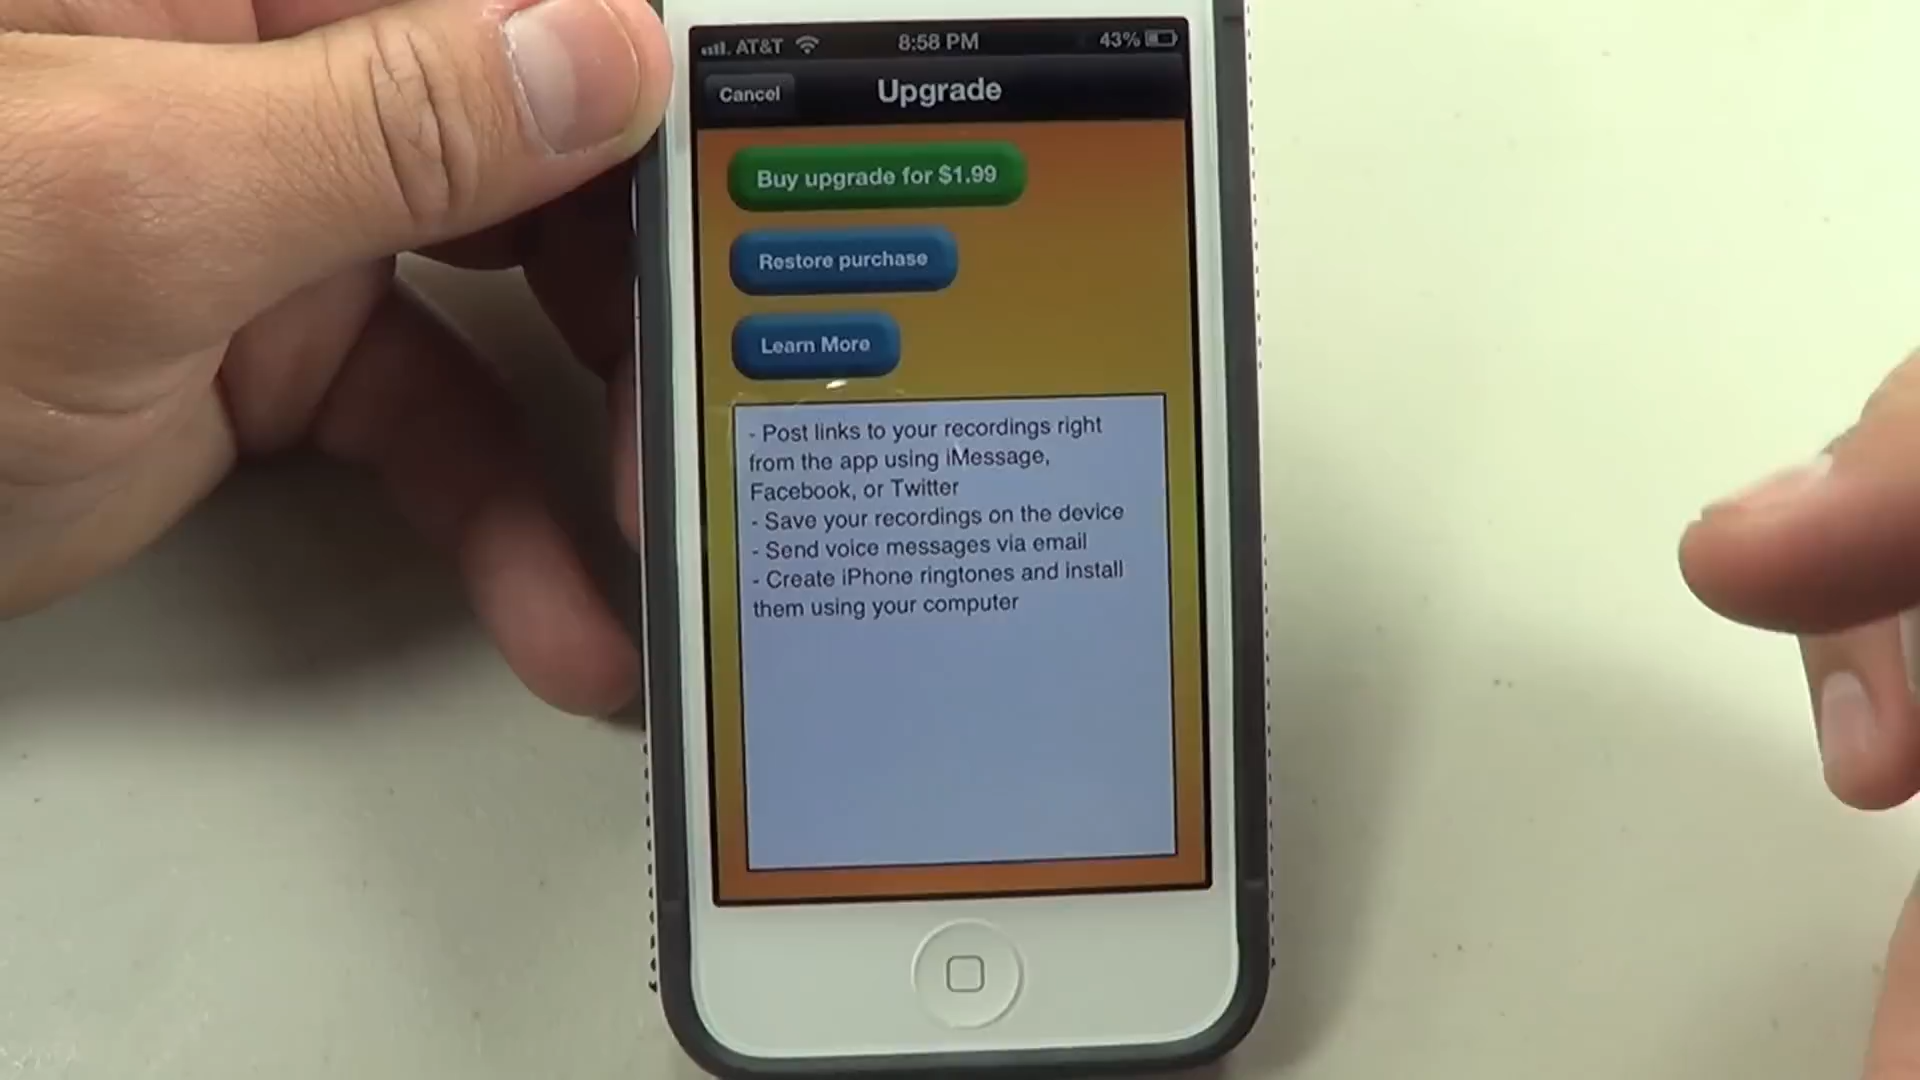 AT&T 8:58 PM 43%
Cancel Upgrade
Buy upgrade for $1.99
Restore purchase
Learn More
- Post links to your recordings right
from the app using iMessage,
Facebook, or Twitter
- Save your recordings on the device
- Send voice messages via email
- Create iPhone ringtones and install
them using your computer